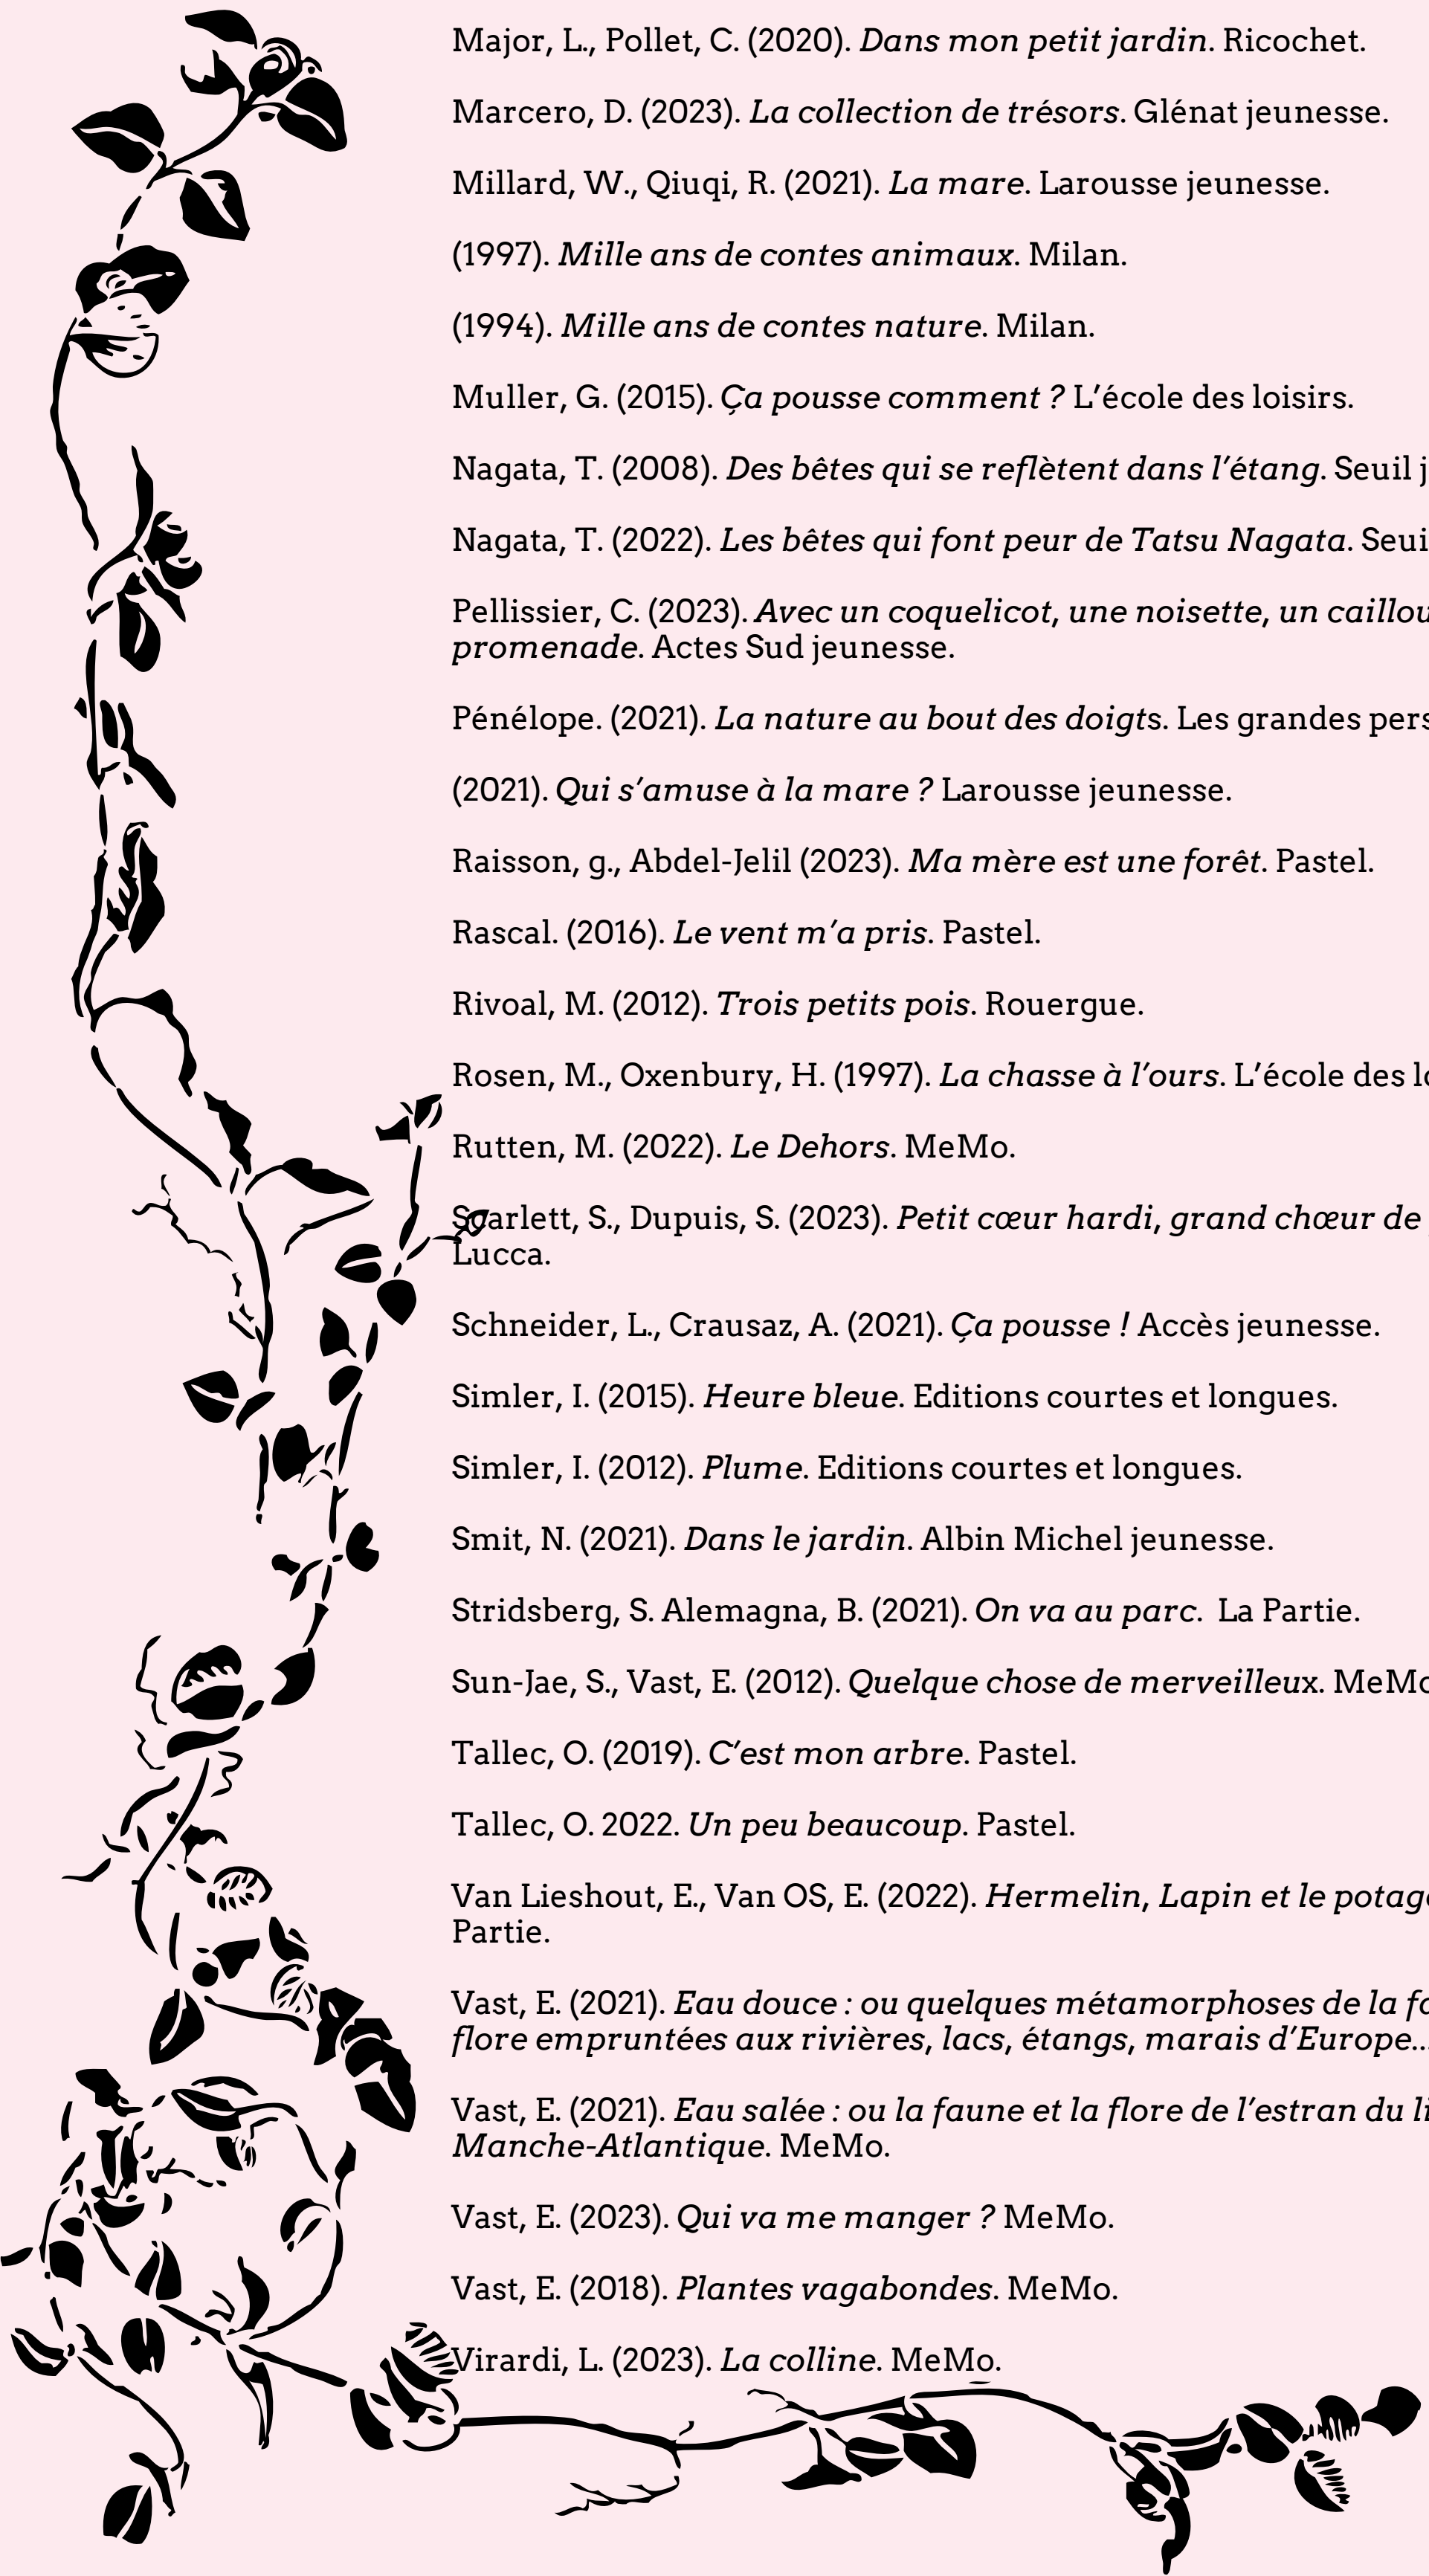 Major, L., Pollet, C. (2020). Dans mon petit jardin. Ricochet.
Marcero, D. (2023). La collection de trésors. Glénat jeunesse.
Millard, W., Qiuqi, R. (2021). La mare. Larousse jeunesse.
(1997). Mille ans de contes animaux. Milan.
(1994). Mille ans de contes nature. Milan.
Muller, G. (2015). Ça pousse comment ? L’école des loisirs.
Nagata, T. (2008). Des bêtes qui se reflètent dans l’étang. Seuil
Nagata, T. (2022). Les bêtes qui font peur de Tatsu Nagata.
Pellissier, C. (2023). Avec un coquelicot, une noisette, un caillou
promenade. Actes Sud jeunesse.
Pénélope. (2021). La nature au bout des doigts. Les grandes
(2021). Qui s’amuse à la mare ? Larousse jeunesse.
Raisson, g., Abdel-Jelil (2023). Ma mère est une forêt. Pastel.
Rascal. (2016). Le vent m’a pris. Pastel.
Rivoal, M. (2012). Trois petits pois. Rouergue.
Rosen, M., Oxenbury, H. (1997). La chasse à l’ours. L’école des
Rutten, M. (2022). Le Dehors. MeMo.
Scarlett, S., Dupuis, S. (2023). Petit cœur hardi, grand chœur de
Lucca.
Schneider, L., Crausaz, A. (2021). Ça pousse ! Accès jeunesse.
Simler, I. (2015). Heure bleue. Editions courtes et longues.
Simler, I. (2012). Plume. Editions courtes et longues.
Smit, N. (2021). Dans le jardin. Albin Michel jeunesse.
Stridsberg, S. Alemagna, B. (2021). On va au parc. La Partie.
Sun-Jae, S., Vast, E. (2012). Quelque chose de merveilleux. MeMo
Tallec, O. (2019). C’est mon arbre. Pastel.
Tallec, O. 2022. Un peu beaucoup. Pastel.
Van Lieshout, E., Van OS, E. (2022). Hermelin, Lapin et le
Partie.
Vast, E. (2021). Eau douce : ou quelques métamorphoses de la
flore empruntées aux rivières, lacs, étangs, marais d’Europe...
Vast, E. (2021). Eau salée : ou la faune et la flore de l’estran du
Manche-Atlantique. MeMo.
Vast, E. (2023). Qui va me manger ? MeMo.
Vast, E. (2018). Plantes vagabondes. MeMo.
Virardi, L. (2023). La colline. MeMo.